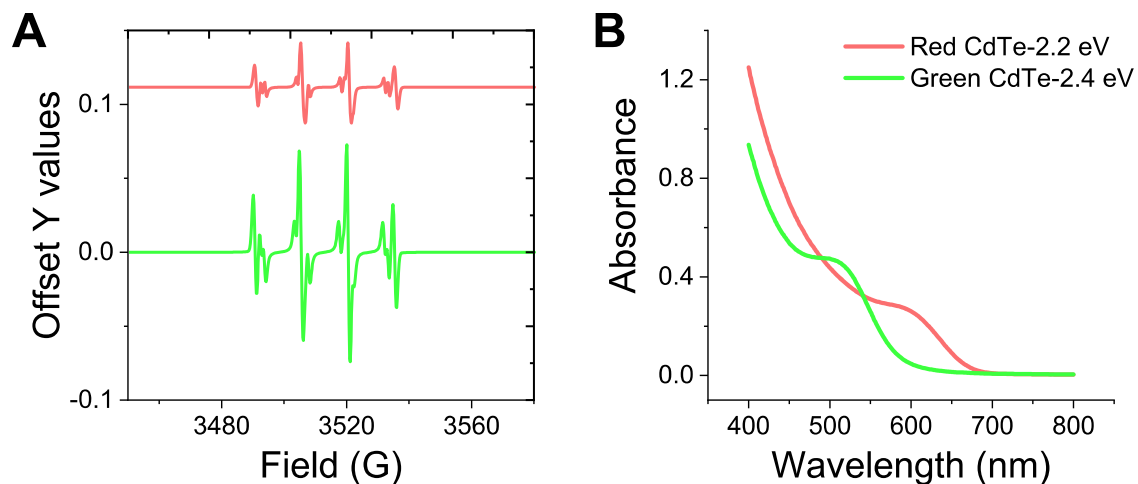 A
Offset Y values
0.1
0.0
-0.1
3480
3520
3560
Field (G)
B
Red CdTe-2.2 eV
Green CdTe-2.4 eV
Absorbance
1.2
0.8
0.4
0.0
400
500
600
700
800
Wavelength (nm)